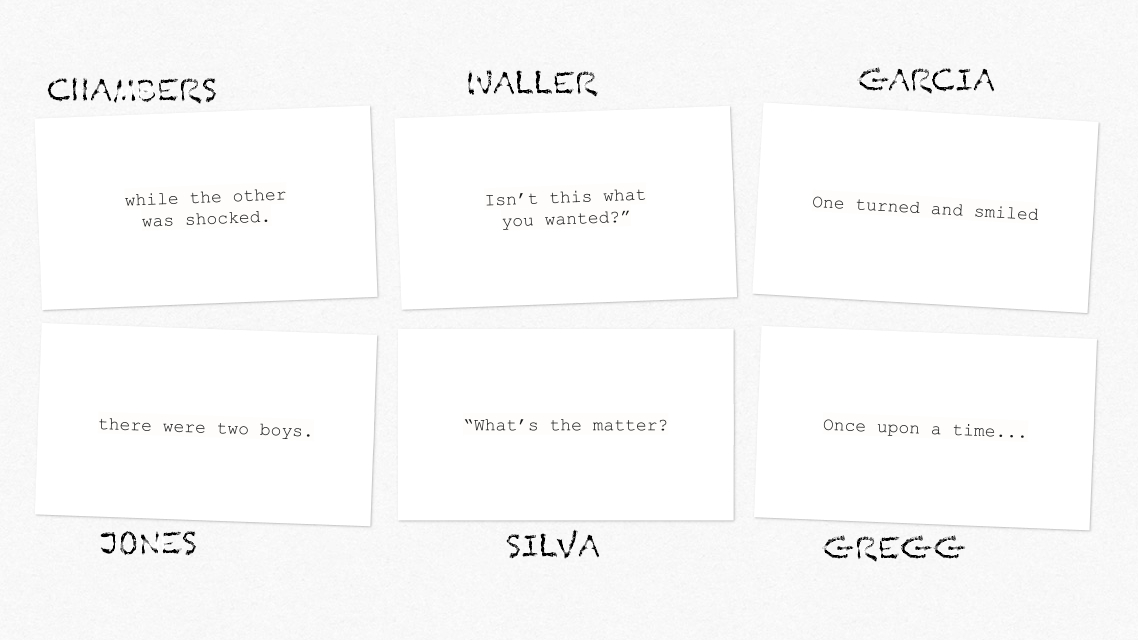 CHAMBERS
WALLER
GARCIA
while the other
was shocked.
Isn’t this what
you wanted?”
One turned and smiled
there were two boys.
“What’s the matter?
Once upon a time...
JONES
SILVA
GREGG